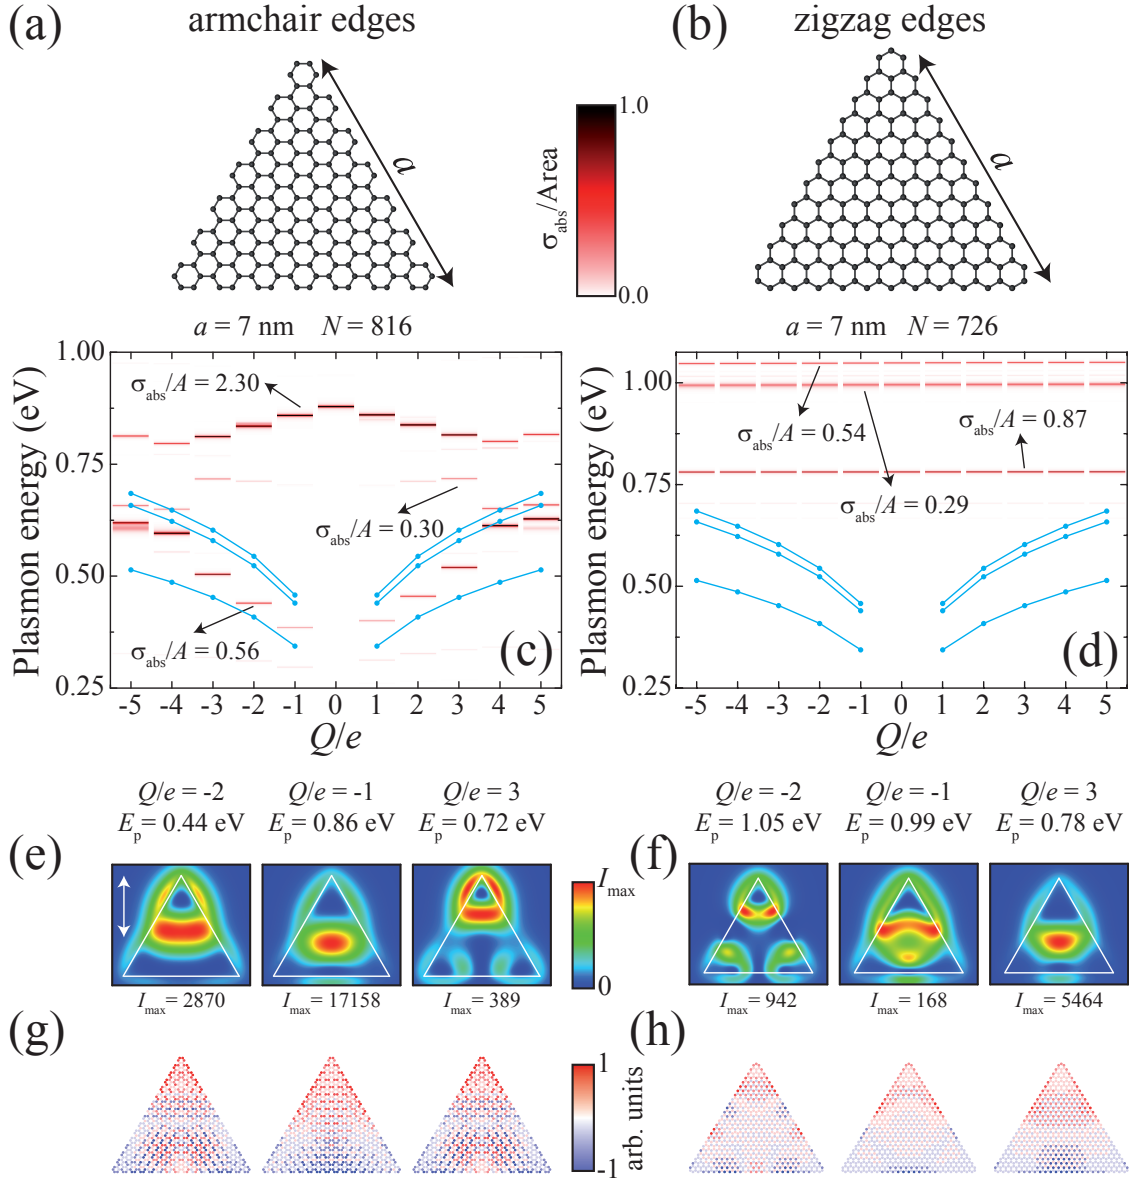 (a) armchair edges
a
1.0
σabs/Area
0.0
(b) zigzag edges
a
a = 7 nm N = 816
1.00
0.75
0.50
0.25
Plasmon energy (eV)
σabs/A = 2.30
σabs/A = 0.30
σabs/A = 0.56
(c)
-5 -4 -3 -2 -1 0 1 2 3 4 5
Q/e
a = 7 nm N = 726
1.00
0.75
0.50
0.25
Plasmon energy (eV)
σabs/A = 0.54
σabs/A = 0.87
σabs/A = 0.29
(d)
-5 -4 -3 -2 -1 0 1 2 3 4 5
Q/e
(e)
Q/e = -2 Q/e = -1 Q/e = 3
Ep = 0.44 eV Ep = 0.86 eV Ep = 0.72 eV
Imax
0
Imax = 2870 Imax = 17158 Imax = 389
(f)
Q/e = -2 Q/e = -1 Q/e = 3
Ep = 1.05 eV Ep = 0.99 eV Ep = 0.78 eV
Imax = 942 Imax = 168 Imax = 5464
(g)
1
-1
arb. units
(h)